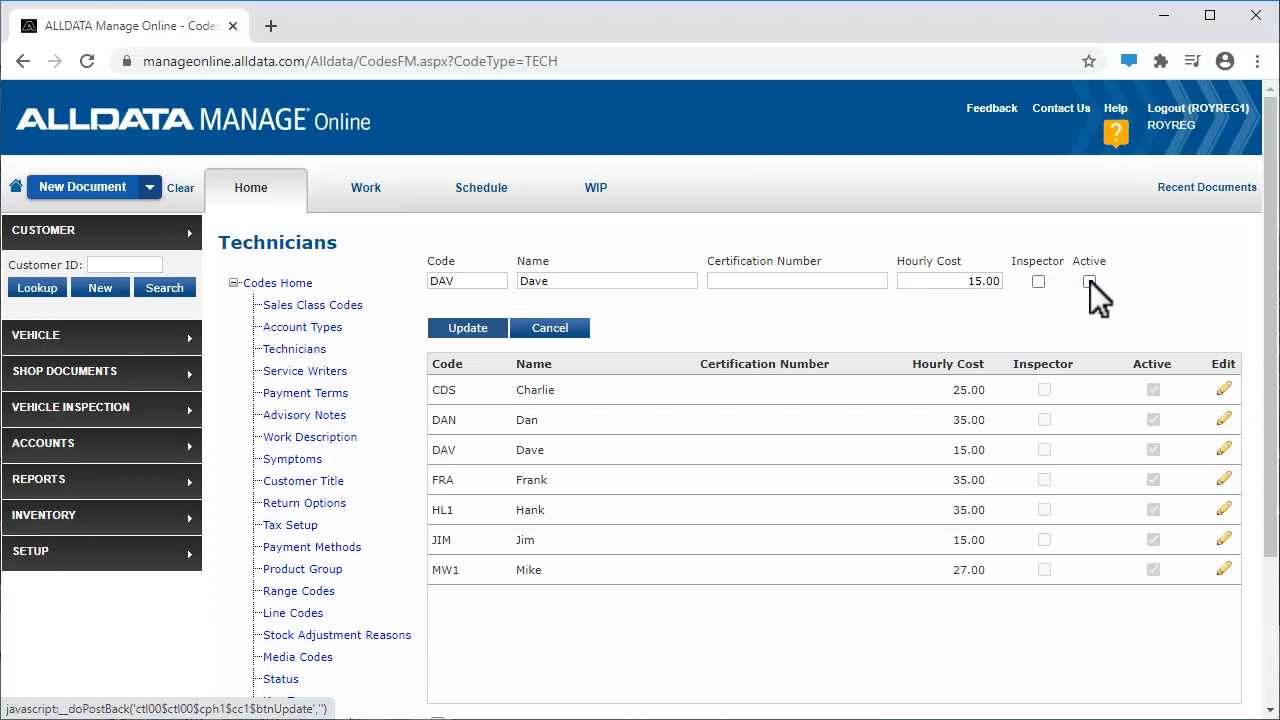 ALLDATA Manage Online - Codes
manageonline.alldata.com/Alldata/CodesFM.aspx?CodeType=TECH
ALLDATA MANAGE® Online
Feedback
Contact Us
Help
?
Logout (ROYREG1)
ROYREG
New Document
Clear
Home
Work
Schedule
WIP
Recent Documents
CUSTOMER
Customer ID:
Lookup
New
Search
VEHICLE
SHOP DOCUMENTS
VEHICLE INSPECTION
ACCOUNTS
REPORTS
INVENTORY
SETUP
Technicians
Codes Home
Sales Class Codes
Account Types
Technicians
Service Writers
Payment Terms
Advisory Notes
Work Description
Symptoms
Customer Title
Return Options
Tax Setup
Payment Methods
Product Group
Range Codes
Line Codes
Stock Adjustment Reasons
Media Codes
Status
Code Name Certification Number Hourly Cost Inspector Active
DAV Dave 15.00
Update Cancel
Code Name Certification Number Hourly Cost Inspector Active Edit
CDS Charlie 25.00
DAN Dan 35.00
DAV Dave 15.00
FRA Frank 35.00
HL1 Hank 35.00
JIM Jim 15.00
MW1 Mike 27.00
javascript:__doPostBack('ctl00$ctl00$cph1$cc1$btnUpdate','')